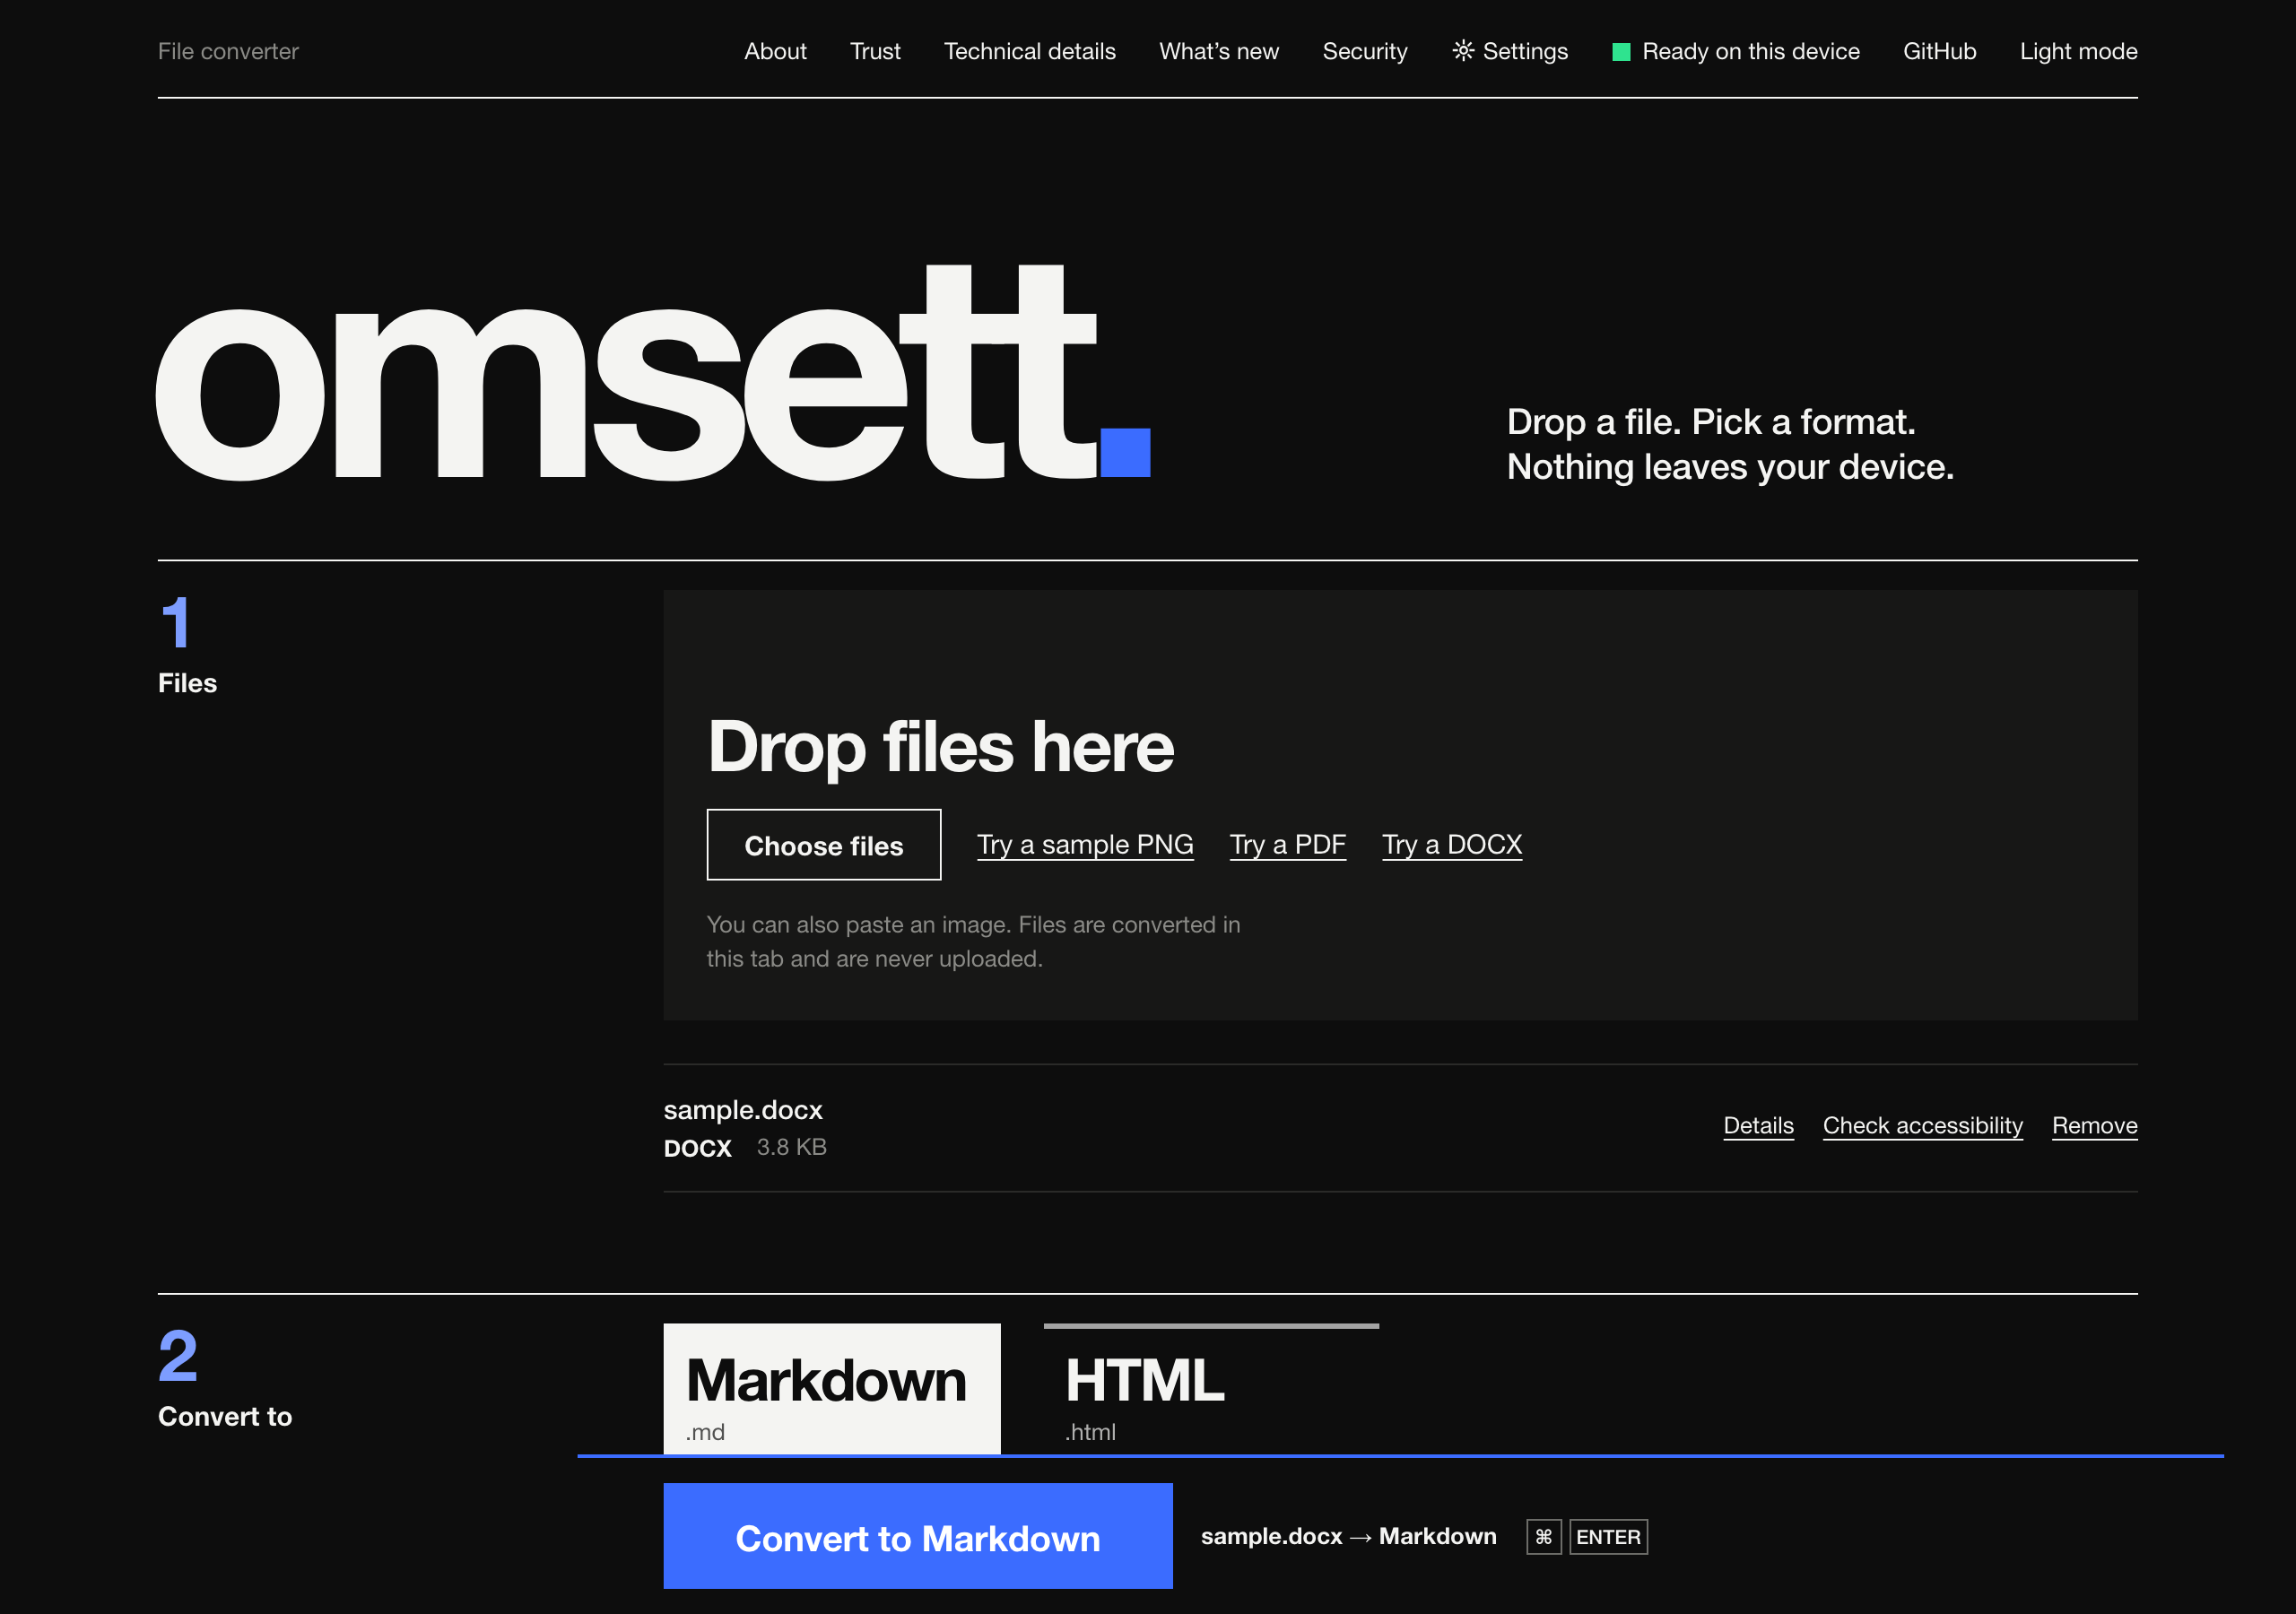 File converter
About
Trust
Technical details
What’s new
Security
Settings
Ready on this device
GitHub
Light mode
omsett.
Drop a file. Pick a format.
Nothing leaves your device.
1
Files
Drop files here
Choose files
Try a sample PNG
Try a PDF
Try a DOCX
You can also paste an image. Files are converted in
this tab and are never uploaded.
sample.docx
DOCX 3.8 KB
Details
Check accessibility
Remove
2
Convert to
Markdown
.md
HTML
.html
Convert to Markdown
sample.docx → Markdown
⌘ ENTER